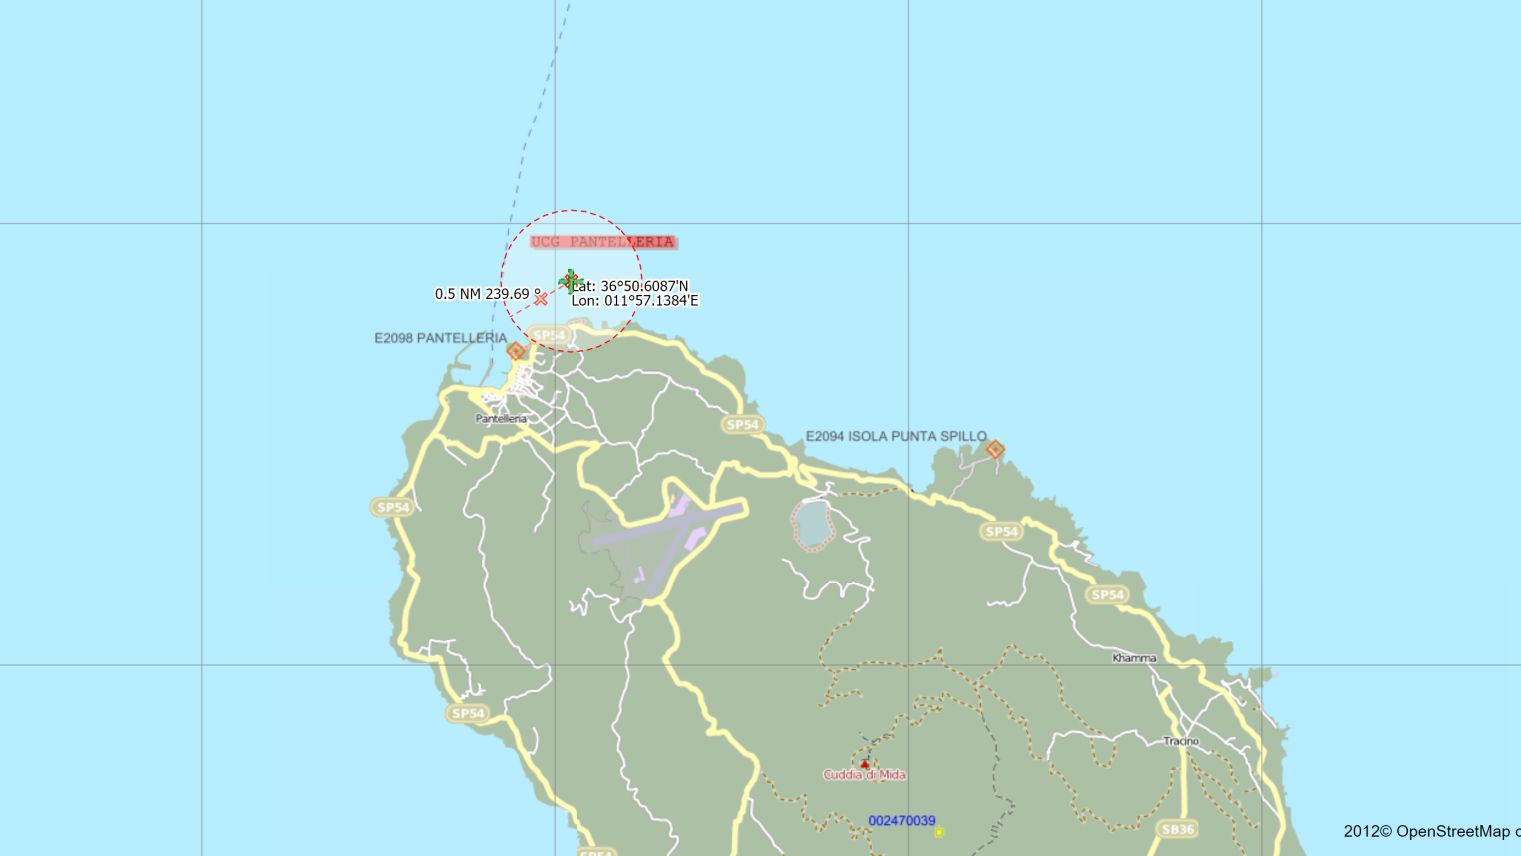 UCG PANTELLERIA
Lat: 36°50.6087'N
0.5 NM 239.69 °
Lon: 011°57.1384'E
SP54
E2098 PANTELLERIA
Pantelleria
SP54
E2094 ISOLA PUNTA SPILLO
SP54
SP54
SP54
Khamma
SP54
Tracino
Cuddia di Mida
002470039
SB36
2012© OpenStreetMap
SP54